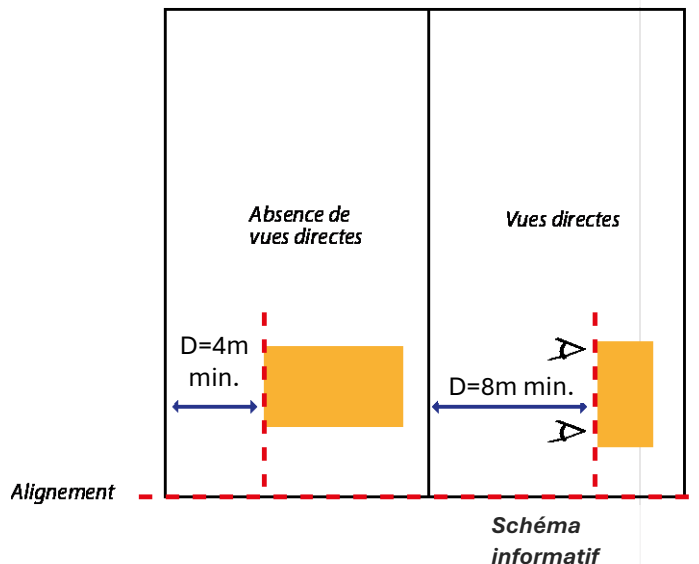 Absence de
vues directes
Vues directes
D=4m
min.
D=8m min.
Alignement
Schéma
informatif